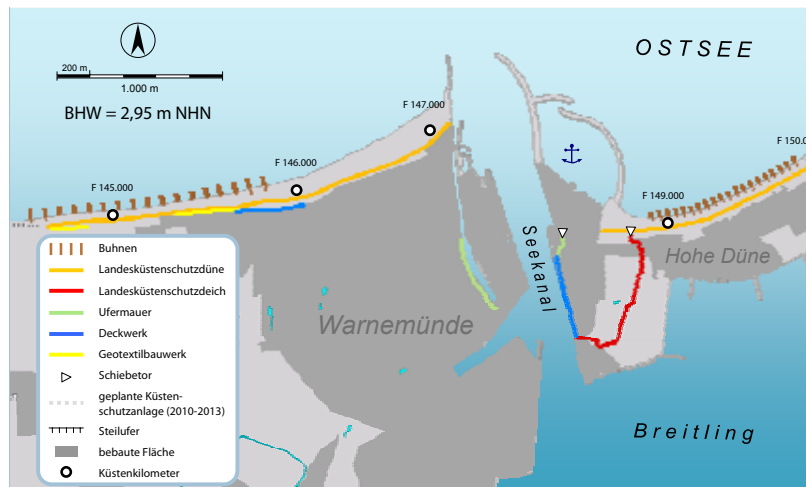 OSTSEE
200 m
1.000 m
BHW = 2,95 m NHN
F 147.000
F 146.000
F 145.000
F 149.000
F 150.0
Seekanal
Hohe Düne
Warnemünde
Breitling
Buhnen
Landesküstenschutzdüne
Landesküstenschutzdeich
Ufermauer
Deckwerk
Geotextilbauwerk
Schiebetor
geplante Küsten-
schutzanlage (2010-2013)
Steilufer
bebaute Fläche
Küstenkilometer